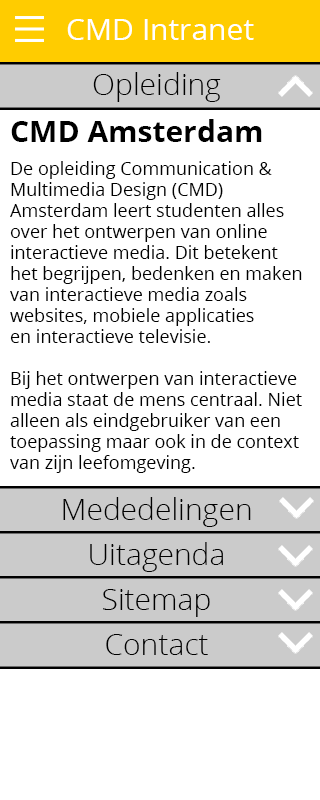 CMD Intranet
Opleiding
CMD Amsterdam
De opleiding Communication &
Multimedia Design (CMD)
Amsterdam leert studenten alles
over het ontwerpen van online
interactieve media. Dit betekent
het begrijpen, bedenken en maken
van interactieve media zoals
websites, mobiele applicaties
en interactieve televisie.
Bij het ontwerpen van interactieve
media staat de mens centraal. Niet
alleen als eindgebruiker van een
toepassing maar ook in de context
van zijn leefomgeving.
Mededelingen
Uitagenda
Sitemap
Contact